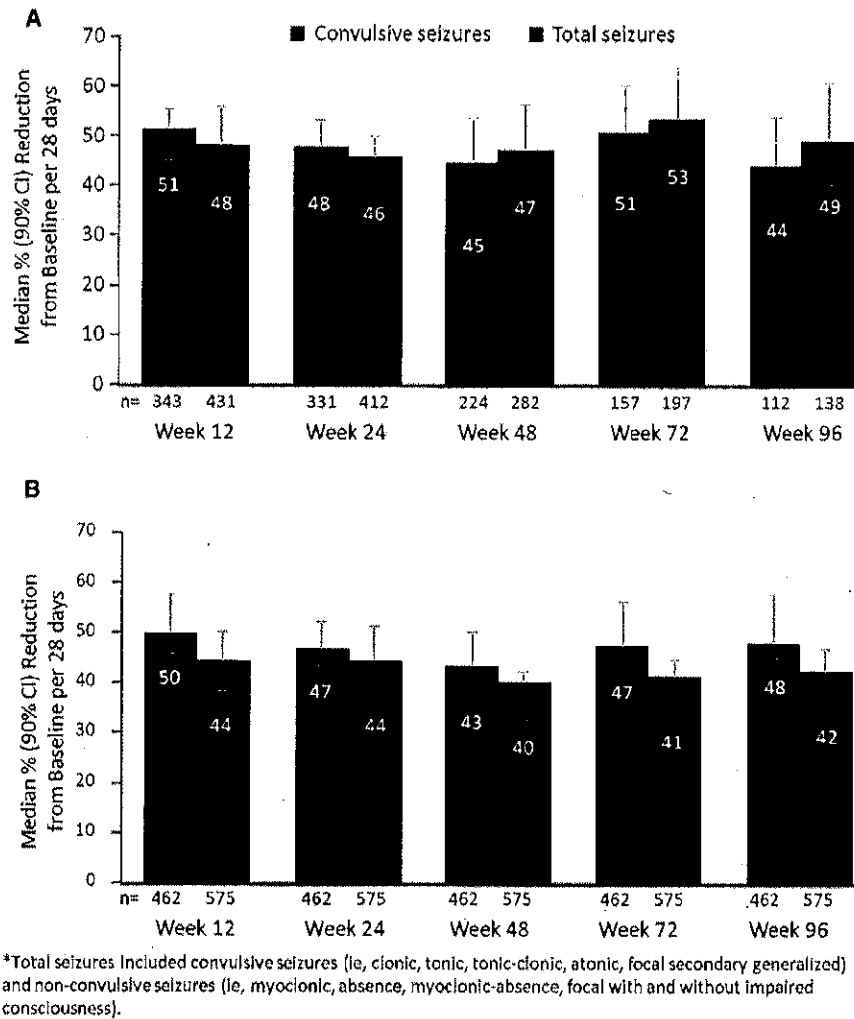 A
■ Convulsive seizures ■ Total seizures
Median % (90% CI) Reduction
from Baseline per 28 days
70
60
50
40
30
20
10
0
51 48 48 46 45 47 51 53 44 49
n= 343 431 331 412 224 282 157 197 112 138
Week 12 Week 24 Week 48 Week 72 Week 96
B
Median % (90% CI) Reduction
from Baseline per 28 days
70
60
50
40
30
20
10
0
50 44 47 44 43 40 47 41 48 42
n= 462 575 462 575 462 575 462 575 462 575
Week 12 Week 24 Week 48 Week 72 Week 96
*Total seizures Included convulsive seizures (ie, clonic, tonic, tonic-clonic, atonic, focal secondary generalized)
and non-convulsive seizures (ie, myoclonic, absence, myoclonic-absence, focal with and without impaired
consciousness).